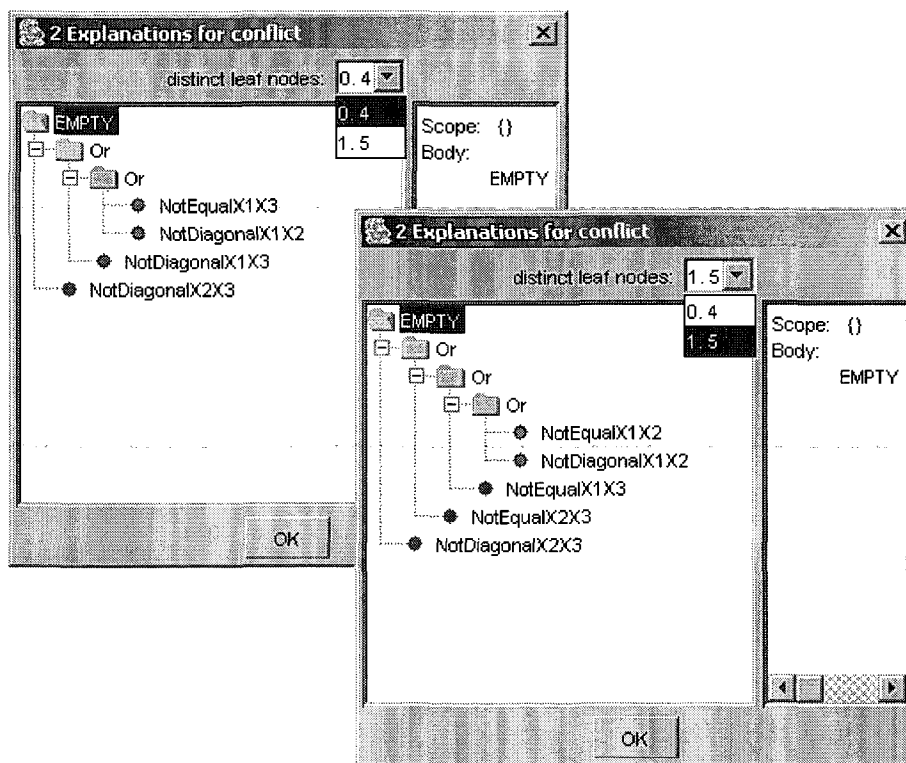 2 Explanations for conflict
distinct leaf nodes: 0.4
0.4
1.5
EMPTY
Or
Or
NotEqualX1X3
NotDiagonalX1X2
NotDiagonalX1X3
NotDiagonalX2X3
Scope: {}
Body:
EMPTY
OK
2 Explanations for conflict
distinct leaf nodes: 1.5
0.4
1.5
EMPTY
Or
Or
Or
NotEqualX1X2
NotDiagonalX1X2
NotEqualX1X3
NotEqualX2X3
NotDiagonalX2X3
Scope: {}
Body:
EMPTY
OK